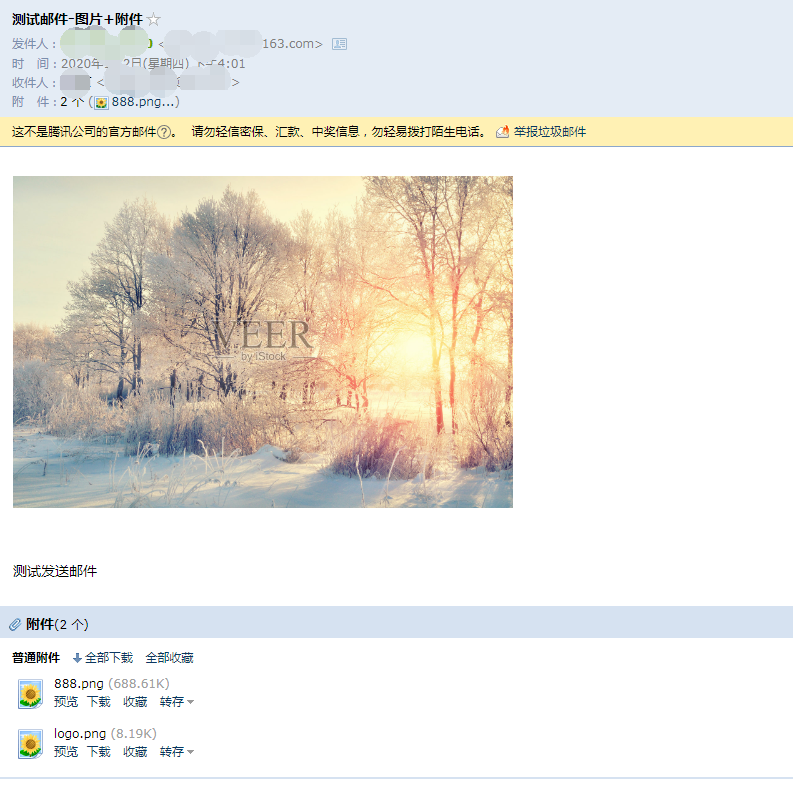 测试邮件-图片+附件
发件人： < 163.com>
时 间：2020年 2日(星期四) 4:01
收件人： < @ >
附 件：2 个 (888.png...)
这不是腾讯公司的官方邮件?。 请勿轻信密保、汇款、中奖信息，勿轻易拨打陌生电话。 举报垃圾邮件
VEER
by iStock
测试发送邮件
附件(2 个)
普通附件 全部下载 全部收藏
888.png (688.61K)
预览 下载 收藏 转存
logo.png (8.19K)
预览 下载 收藏 转存